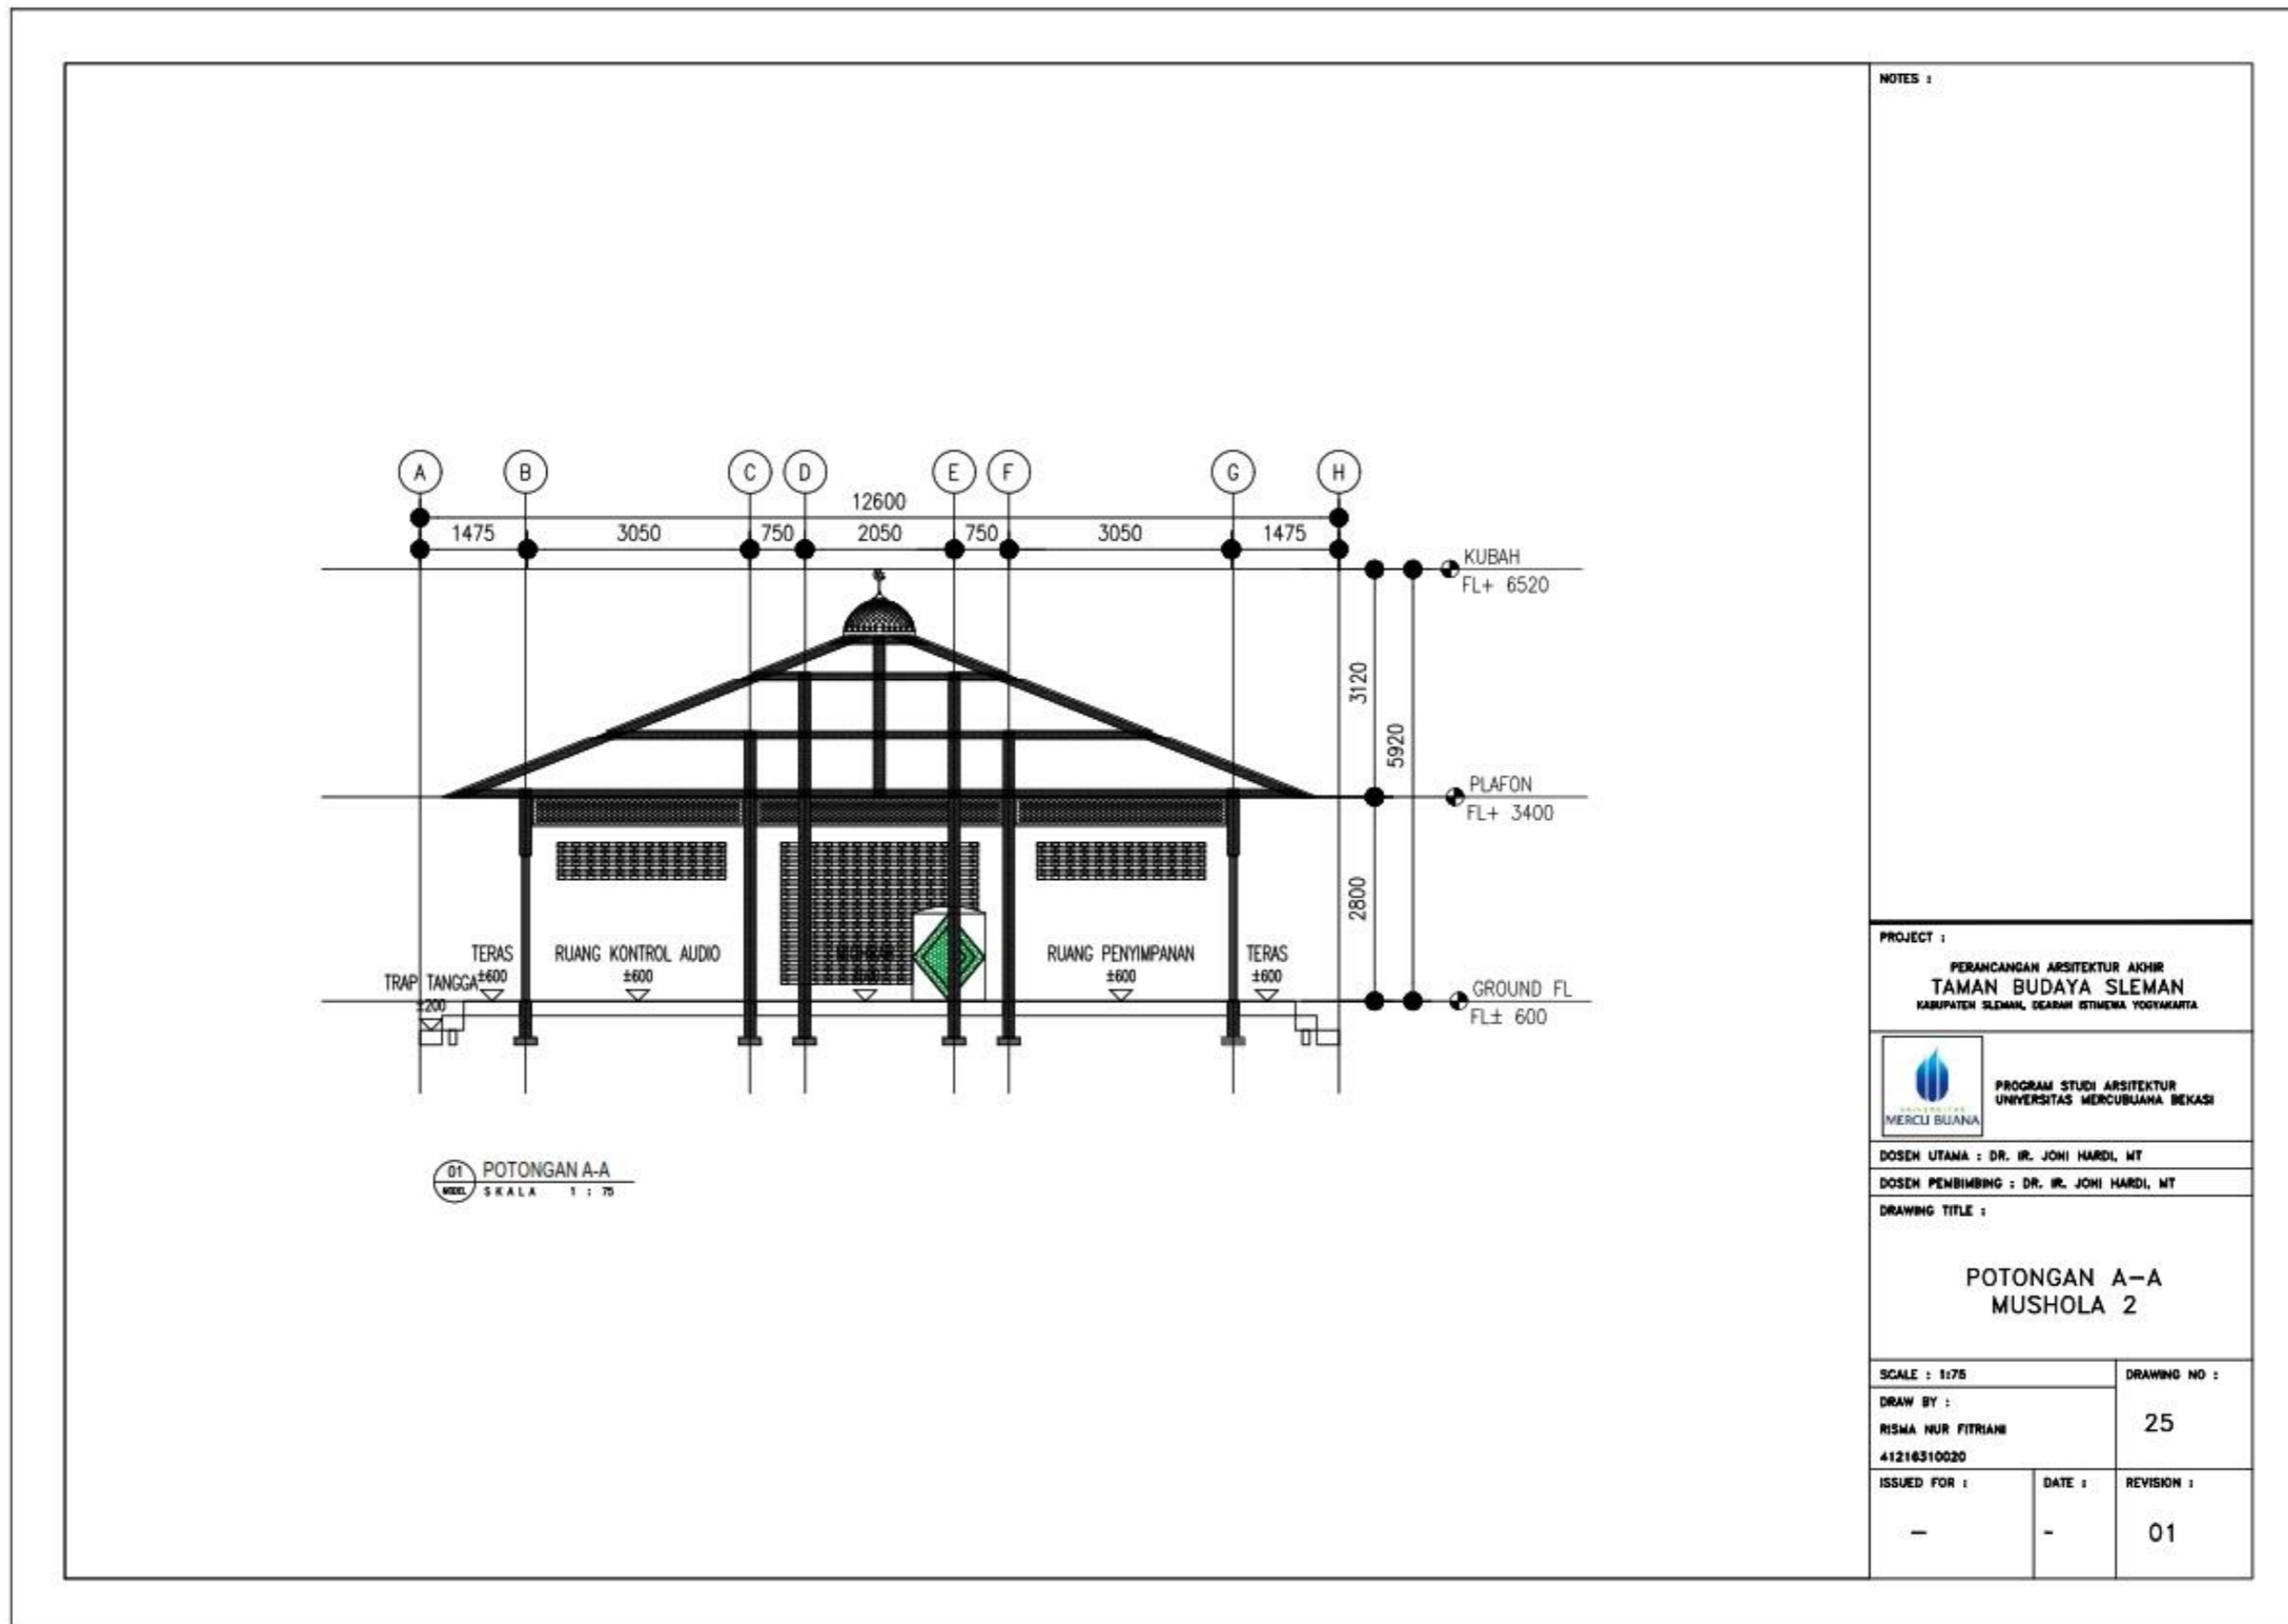 NOTES :
A B C D E F G H
12600
1475 3050 750 2050 750 3050 1475
KUBAH
FL+ 6520
3120
5920
PLAFON
FL+ 3400
2800
TERAS
±600
RUANG KONTROL AUDIO
±600
RUANG PENYIMPANAN
±600
TERAS
±600
TRAP TANGGA
±200
GROUND FL
FL± 600
01
MODEL
POTONGAN A-A
SKALA 1 : 75
PROJECT :
PERANCANGAN ARSITEKTUR AKHIR
TAMAN BUDAYA SLEMAN
KABUPATEN SLEMAN, DEARAH ISTIMEWA YOGYAKARTA
UNIVERSITAS
MERCU BUANA
PROGRAM STUDI ARSITEKTUR
UNIVERSITAS MERCUBUANA BEKASI
DOSEN UTAMA : DR. IR. JONI HARDI, MT
DOSEN PEMBIMBING : DR. IR. JONI HARDI, MT
DRAWING TITLE :
POTONGAN A-A
MUSHOLA 2
SCALE : 1:75
DRAWING NO :
25
DRAW BY :
RISMA NUR FITRIANI
41216310020
ISSUED FOR :
-
DATE :
-
REVISION :
01